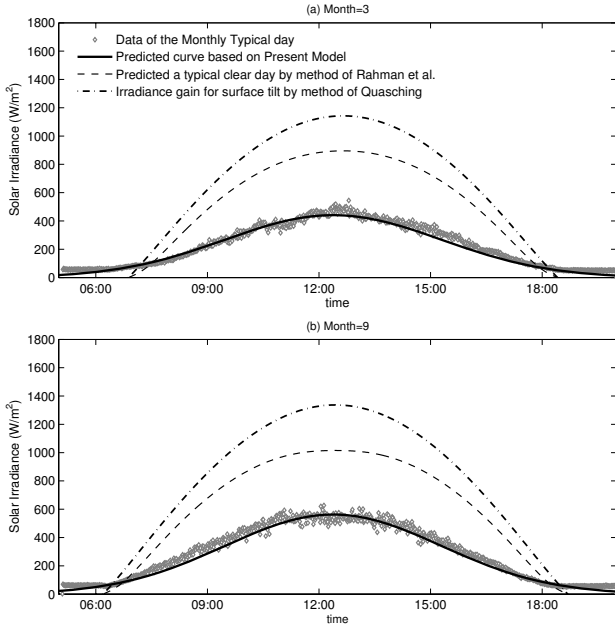 (a) Month=3
1800
1600
1400
1200
1000
800
600
400
200
0
Solar Irradiance (W/m²)
Data of the Monthly Typical day
Predicted curve based on Present Model
Predicted a typical clear day by method of Rahman et al.
Irradiance gain for surface tilt by method of Quasching
06:00 09:00 12:00 15:00 18:00
time
(b) Month=9
1800
1600
1400
1200
1000
800
600
400
200
0
Solar Irradiance (W/m²)
06:00 09:00 12:00 15:00 18:00
time